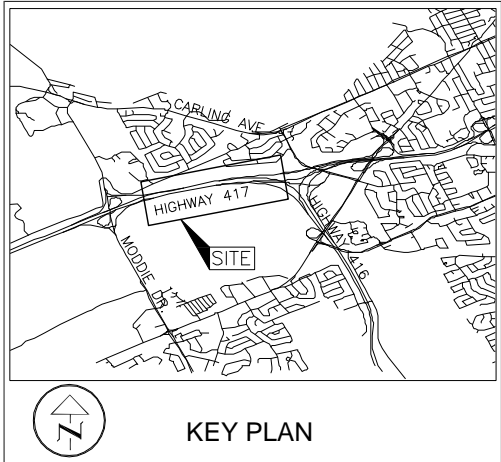 CARLING AVE
HIGHWAY 417
HIGHWAY 416
MODDIE DR.
SITE
N
KEY PLAN